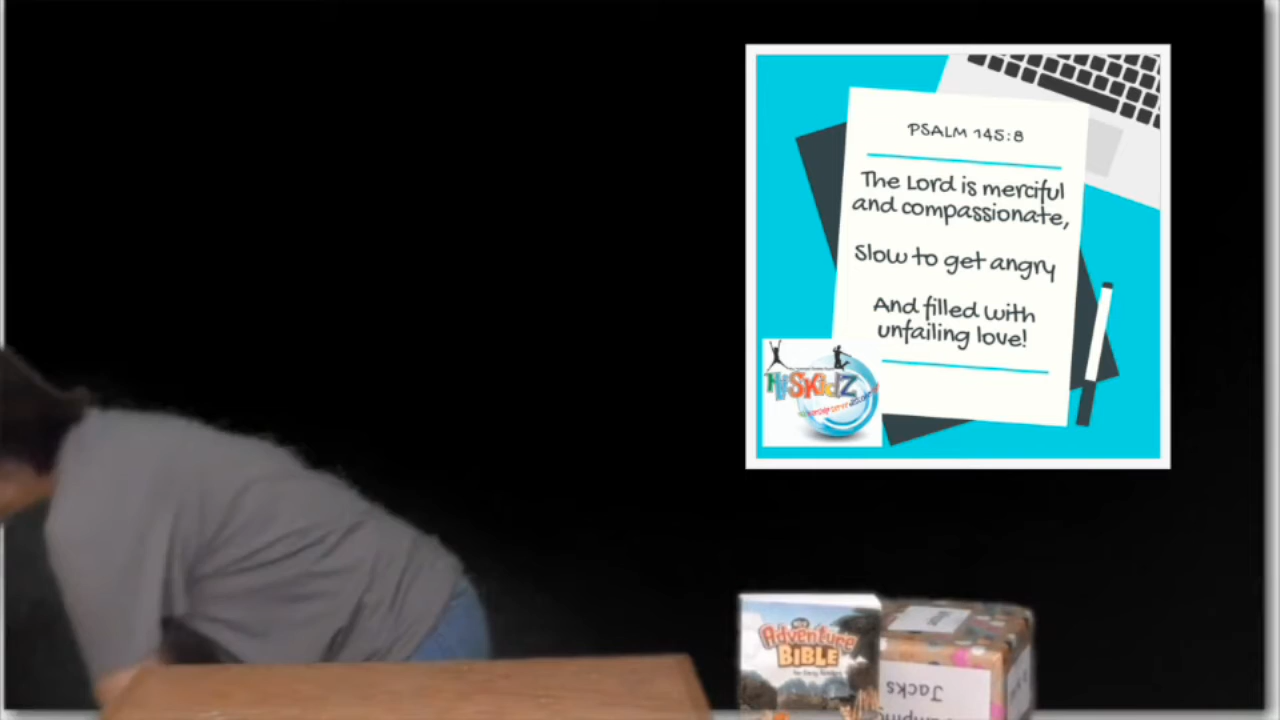 PSALM 145:8
The Lord is merciful
and compassionate,
Slow to get angry
And filled with
unfailing love!
HISKidZ
Adventure
BIBLE
Jacks